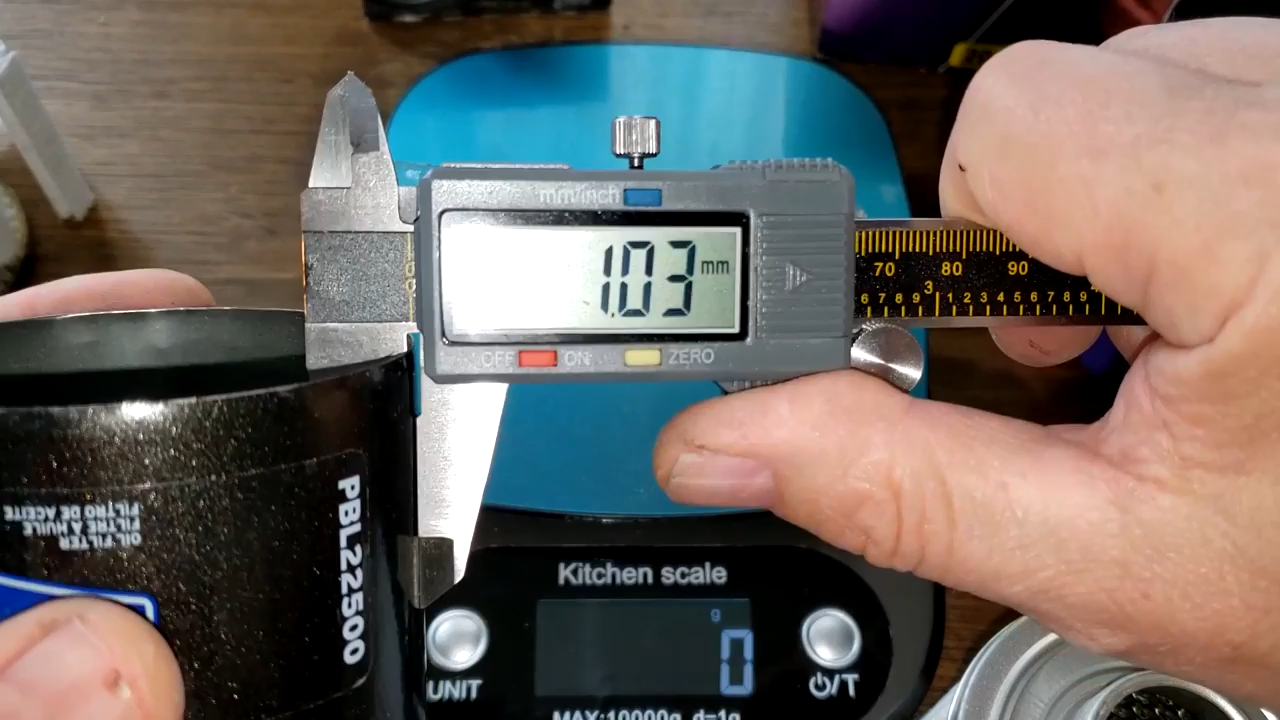 mm/inch
1.03 mm
OFF ON ZERO
70 80 90
3
6 7 8 9 1 2 3 4 5 6 7 8 9
PBL22500
OIL FILTER
FILTRE À HUILE
FILTRO DE ACEITE
Kitchen scale
g
0
UNIT
⏻/T
MAX:10000g d=1g